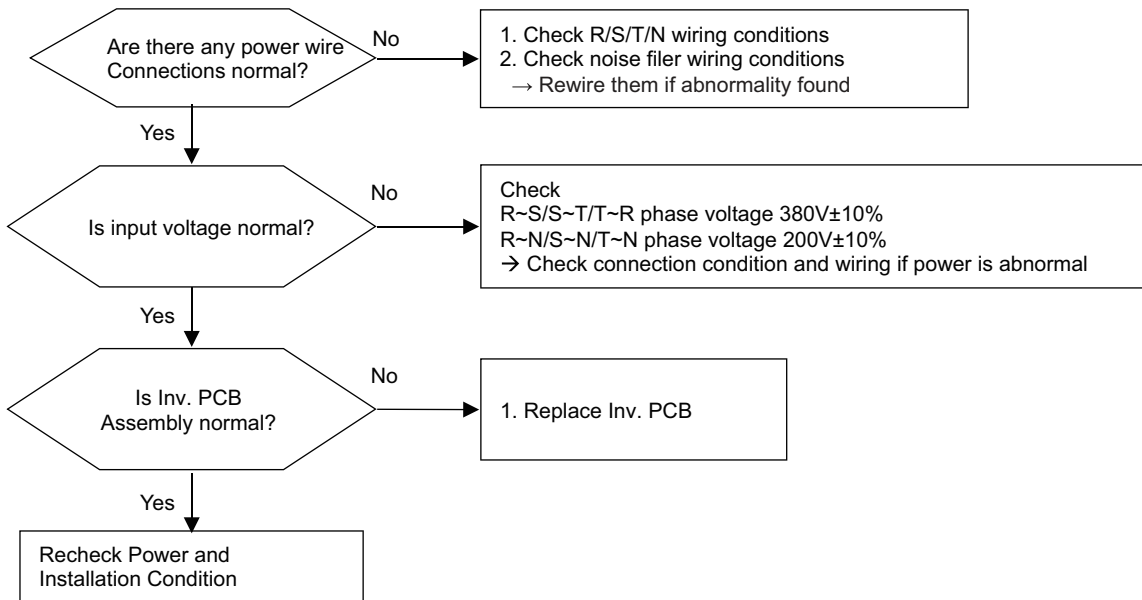 Are there any power wire
Connections normal?
No
1. Check R/S/T/N wiring conditions
2. Check noise filer wiring conditions
→ Rewire them if abnormality found
Yes
Is input voltage normal?
No
Check
R~S/S~T/T~R phase voltage 380V±10%
R~N/S~N/T~N phase voltage 200V±10%
→ Check connection condition and wiring if power is abnormal
Yes
Is Inv. PCB
Assembly normal?
No
1. Replace Inv. PCB
Yes
Recheck Power and
Installation Condition